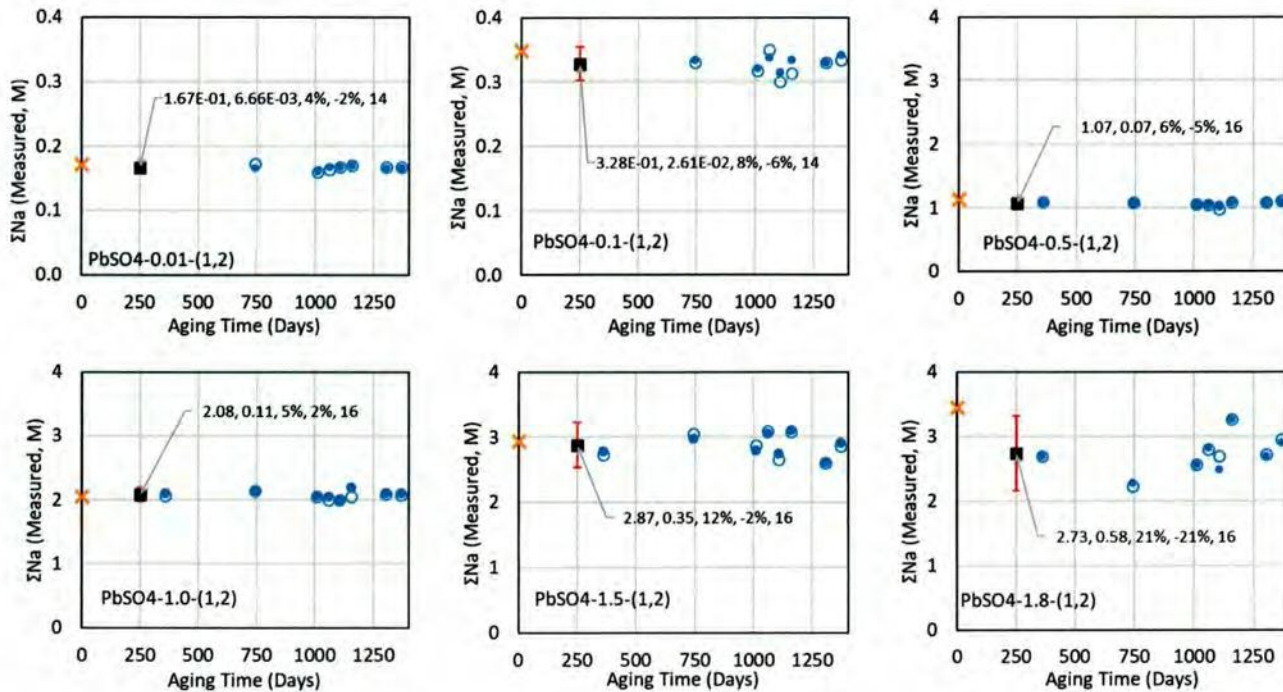 ΣNa (Measured, M)
0.4
0.3
0.2
0.1
0.0
1.67E-01, 6.66E-03, 4%, -2%, 14
PbSO4-0.01-(1,2)
0 250 500 750 1000 1250
Aging Time (Days)
ΣNa (Measured, M)
0.4
0.3
0.2
0.1
0.0
3.28E-01, 2.61E-02, 8%, -6%, 14
PbSO4-0.1-(1,2)
0 250 500 750 1000 1250
Aging Time (Days)
ΣNa (Measured, M)
4
3
2
1
0
1.07, 0.07, 6%, -5%, 16
PbSO4-0.5-(1,2)
0 250 500 750 1000 1250
Aging Time (Days)
ΣNa (Measured, M)
4
3
2
1
0
2.08, 0.11, 5%, 2%, 16
PbSO4-1.0-(1,2)
0 250 500 750 1000 1250
Aging Time (Days)
ΣNa (Measured, M)
4
3
2
1
0
2.87, 0.35, 12%, -2%, 16
PbSO4-1.5-(1,2)
0 250 500 750 1000 1250
Aging Time (Days)
ΣNa (Measured, M)
4
3
2
1
0
2.73, 0.58, 21%, -21%, 16
PbSO4-1.8-(1,2)
0 250 500 750 1000 1250
Aging Time (Days)